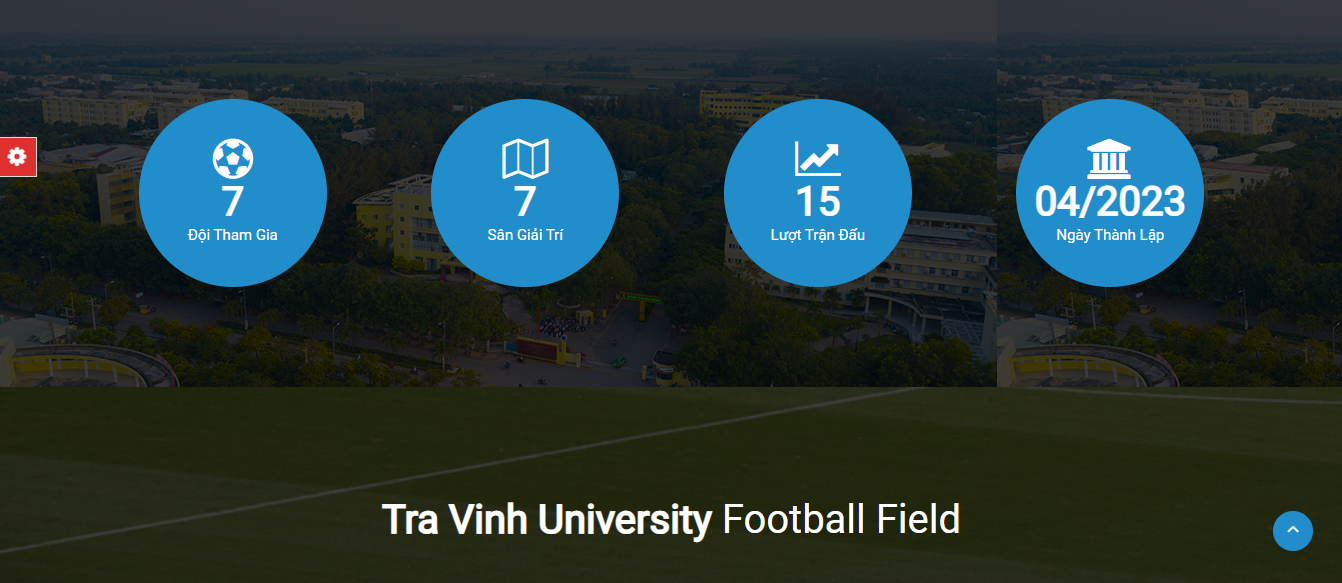 7
Đội Tham Gia
7
Sân Giải Trí
15
Lượt Trận Đấu
04/2023
Ngày Thành Lập
Tra Vinh University Football Field